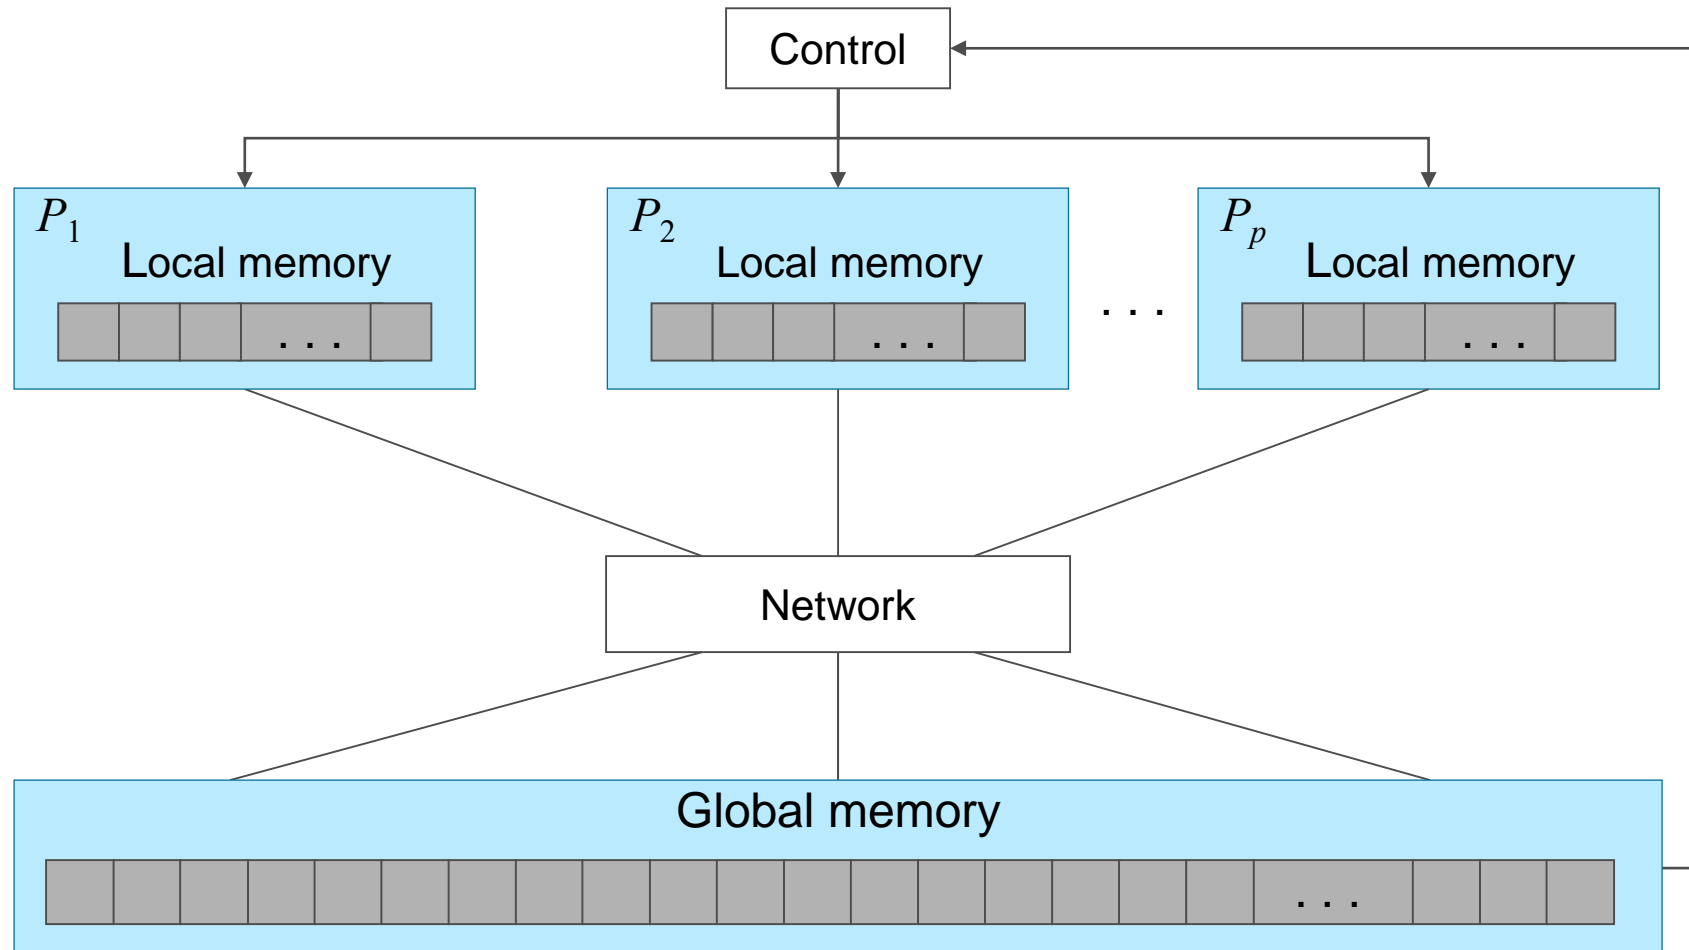 Control
P1 P2 Pp
Local memory Local memory . . . Local memory
. . . . . . . . .
Network
Global memory
. . .